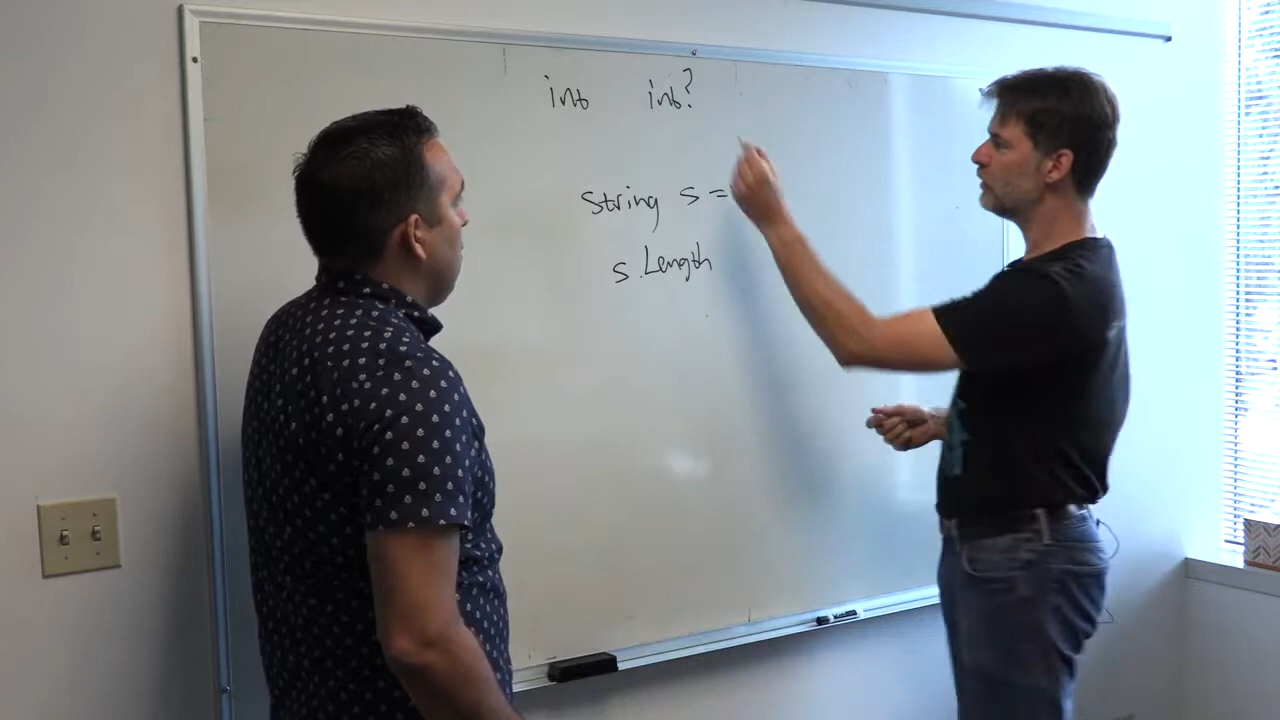 int int?
string s =
s.Length